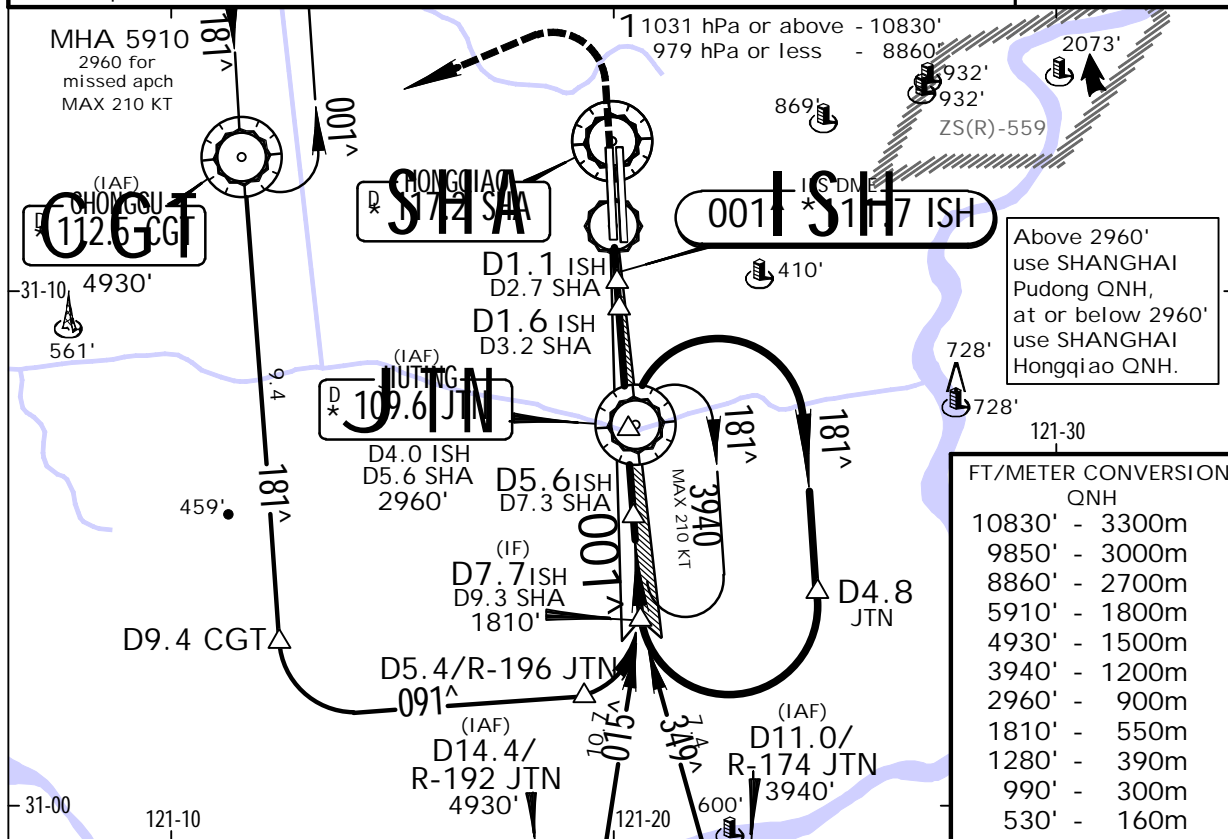 MHA 5910
2960 for
missed apch
MAX 210 KT
181^
001^
1 1031 hPa or above - 10830'
979 hPa or less - 8860'
2073'
932'
932'
869'
ZS(R)-559
(IAF)
CHONGGU
D
* 112.6 CGT
CGT
4930'
HONGQIAO
D
* 117.2 SHA
SHA
ILS DME
001^ * 111.7 ISH
ISH
Above 2960'
use SHANGHAI
Pudong QNH,
at or below 2960'
use SHANGHAI
Hongqiao QNH.
D1.1 ISH
D2.7 SHA
410'
31-10
561'
D1.6 ISH
D3.2 SHA
728'
728'
(IAF)
JIUTING
D
* 109.6 JTN
JTN
D4.0 ISH
D5.6 SHA
2960'
9.4
181^
181^
181^
121-30
D5.6 ISH
D7.3 SHA
3940
MAX 210 KT
459'
001^
(IF)
D7.7 ISH
D9.3 SHA
1810'
D4.8
JTN
D9.4 CGT
D5.4/R-196 JTN
091^
10.7
015^
7.4
349^
(IAF)
D14.4/
R-192 JTN
4930'
(IAF)
D11.0/
R-174 JTN
3940'
600'
31-00
121-10
121-20
FT/METER CONVERSION
QNH
10830' - 3300m
9850' - 3000m
8860' - 2700m
5910' - 1800m
4930' - 1500m
3940' - 1200m
2960' - 900m
1810' - 550m
1280' - 390m
990' - 300m
530' - 160m